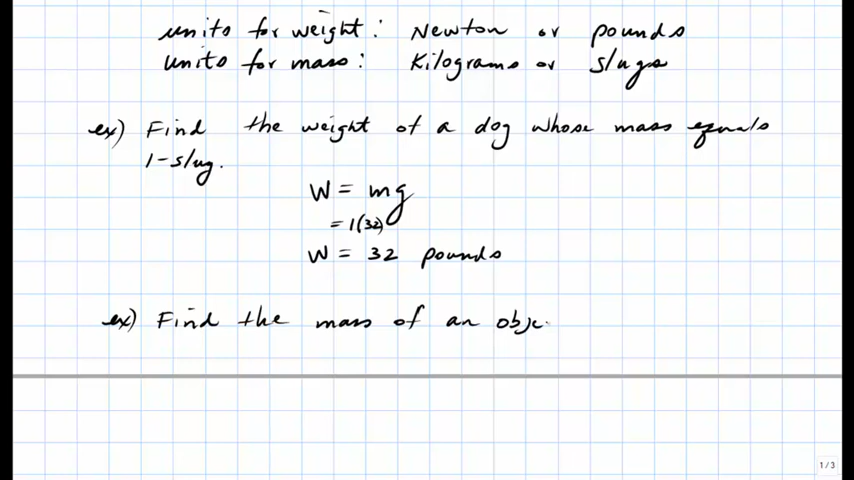 units for weight: Newton or pounds
units for mass: Kilograms or slugs
ex) Find the weight of a dog whose mass equals
1-slug.
W = mg
= 1(32)
W = 32 pounds
ex) Find the mass of an objec
1/3